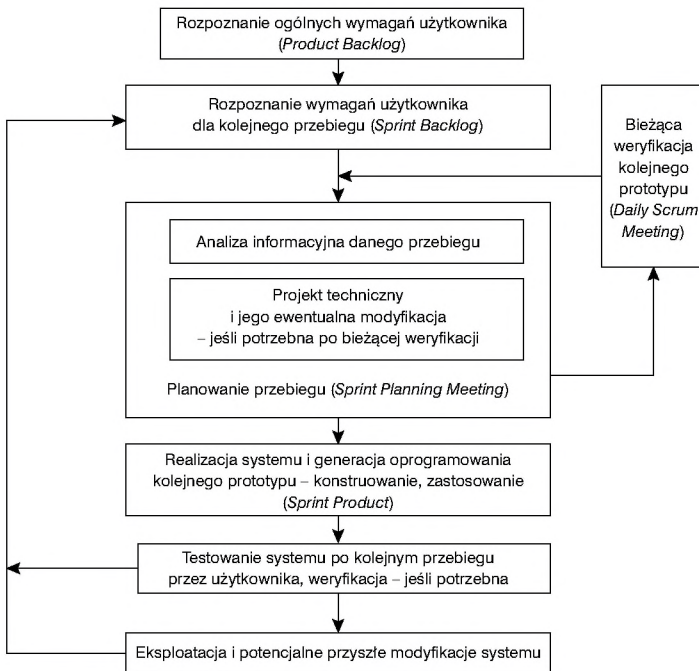 Rozpoznanie ogólnych wymagań użytkownika
(Product Backlog)
Rozpoznanie wymagań użytkownika
dla kolejnego przebiegu (Sprint Backlog)
Bieżąca
weryfikacja
kolejnego
prototypu
(Daily Scrum
Meeting)
Analiza informacyjna danego przebiegu
Projekt techniczny
i jego ewentualna modyfikacja
– jeśli potrzebna po bieżącej weryfikacji
Planowanie przebiegu (Sprint Planning Meeting)
Realizacja systemu i generacja oprogramowania
kolejnego prototypu – konstruowanie, zastosowanie
(Sprint Product)
Testowanie systemu po kolejnym przebiegu
przez użytkownika, weryfikacja – jeśli potrzebna
Eksploatacja i potencjalne przyszłe modyfikacje systemu